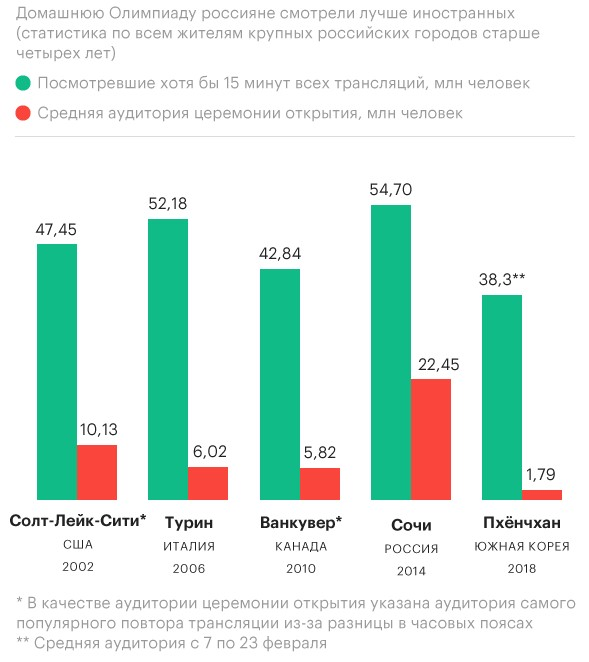 Домашнюю Олимпиаду россияне смотрели лучше иностранных
(статистика по всем жителям крупных российских городов старше
четырех лет)
Посмотревшие хотя бы 15 минут всех трансляций, млн человек
Средняя аудитория церемонии открытия, млн человек
47,45
10,13
52,18
6,02
42,84
5,82
54,70
22,45
38,3**
1,79
Солт-Лейк-Сити*
США
2002
Турин
ИТАЛИЯ
2006
Ванкувер*
КАНАДА
2010
Сочи
РОССИЯ
2014
Пхёнчхан
ЮЖНАЯ КОРЕЯ
2018
* В качестве аудитории церемонии открытия указана аудитория самого
популярного повтора трансляции из-за разницы в часовых поясах
** Средняя аудитория с 7 по 23 февраля